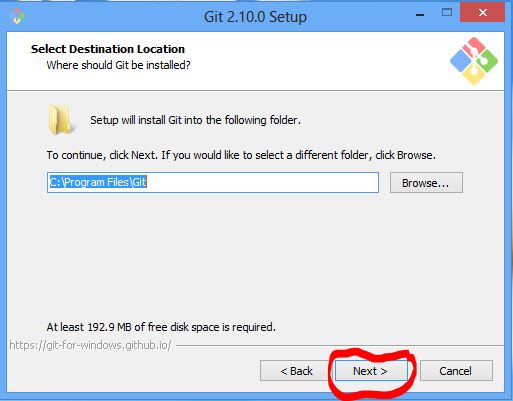 Git 2.10.0 Setup
Select Destination Location
Where should Git be installed?
Setup will install Git into the following folder.
To continue, click Next. If you would like to select a different folder, click Browse.
C:\Program Files\Git
Browse...
At least 192.9 MB of free disk space is required.
https://git-for-windows.github.io/
< Back
Next >
Cancel